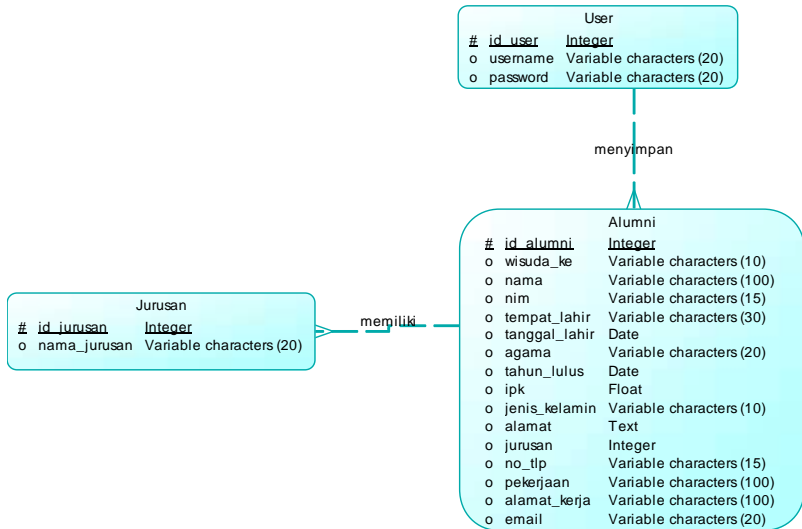 User
# id_user Integer
o username Variable characters (20)
o password Variable characters (20)
menyimpan
Alumni
# id_alumni Integer
o wisuda_ke Variable characters (10)
o nama Variable characters (100)
o nim Variable characters (15)
o tempat_lahir Variable characters (30)
o tanggal_lahir Date
o agama Variable characters (20)
o tahun_lulus Date
o ipk Float
o jenis_kelamin Variable characters (10)
o alamat Text
o jurusan Integer
o no_tlp Variable characters (15)
o pekerjaan Variable characters (100)
o alamat_kerja Variable characters (100)
o email Variable characters (20)
memiliki
Jurusan
# id_jurusan Integer
o nama_jurusan Variable characters (20)